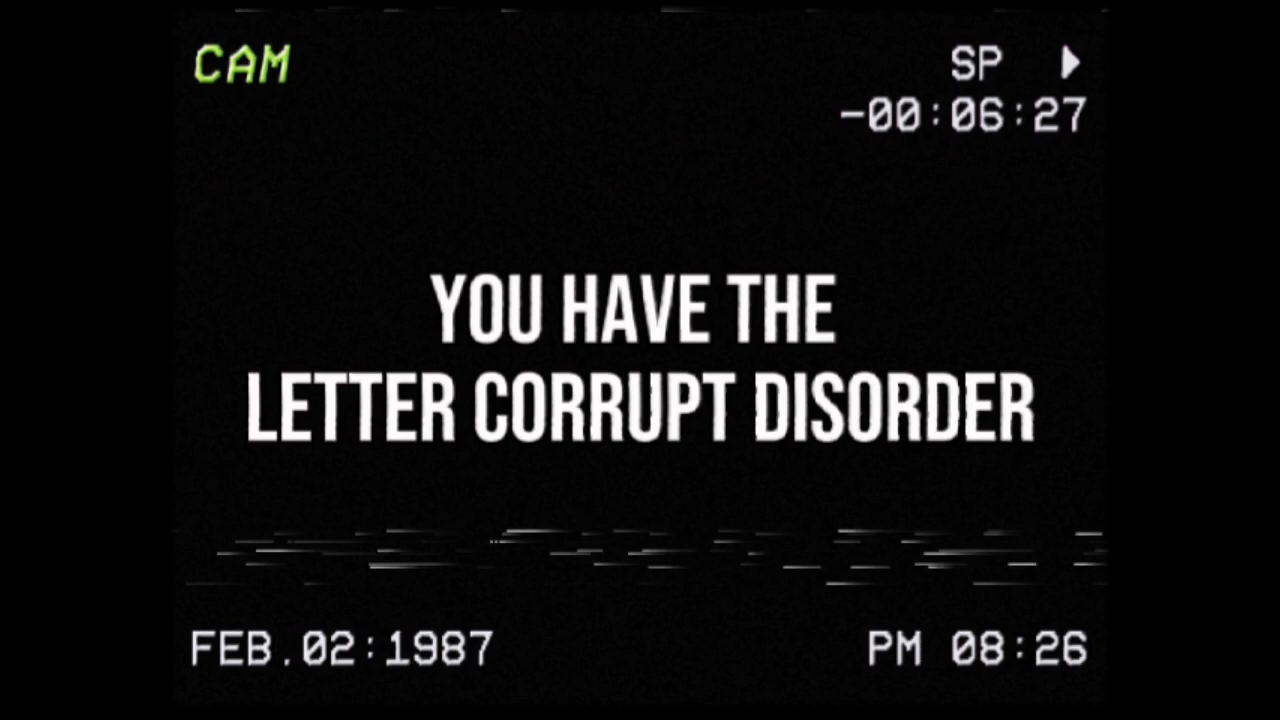 CAM
SP
-00:06:27
YOU HAVE THE
LETTER CORRUPT DISORDER
FEB.02:1987
PM 08:26